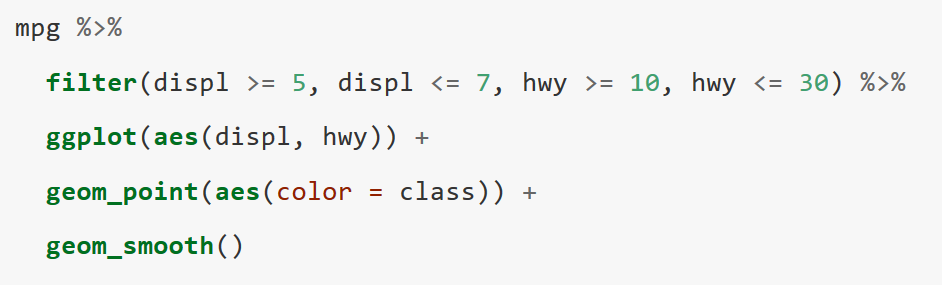 mpg %>%
filter(displ >= 5, displ <= 7, hwy >= 10, hwy <= 30) %>%
ggplot(aes(displ, hwy)) +
geom_point(aes(color = class)) +
geom_smooth()